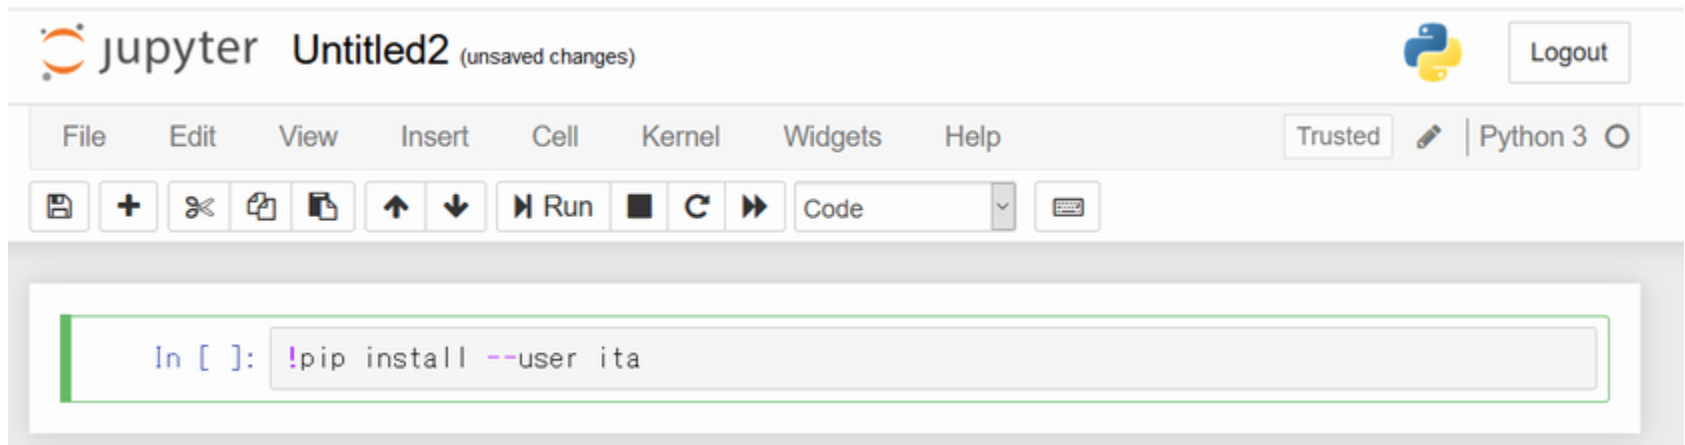 jupyter Untitled2 (unsaved changes) Logout
File Edit View Insert Cell Kernel Widgets Help Trusted Python 3
Run Code
In [ ]: !pip install --user ita